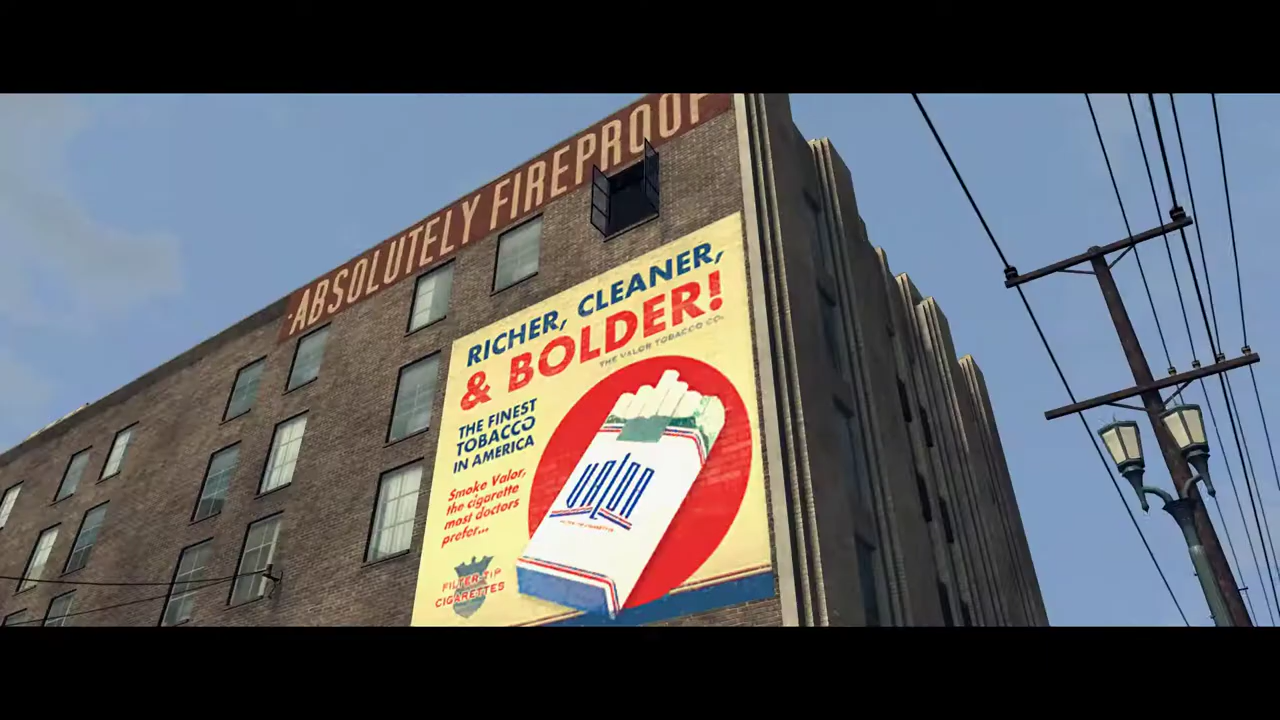 ABSOLUTELY FIREPROOF
RICHER, CLEANER,
& BOLDER!
THE VALOR TOBACCO CO.
THE FINEST
TOBACCO
IN AMERICA
Smoke Valor,
the cigarette
most doctors
prefer...
VALOR
FILTER-TIP
CIGARETTES